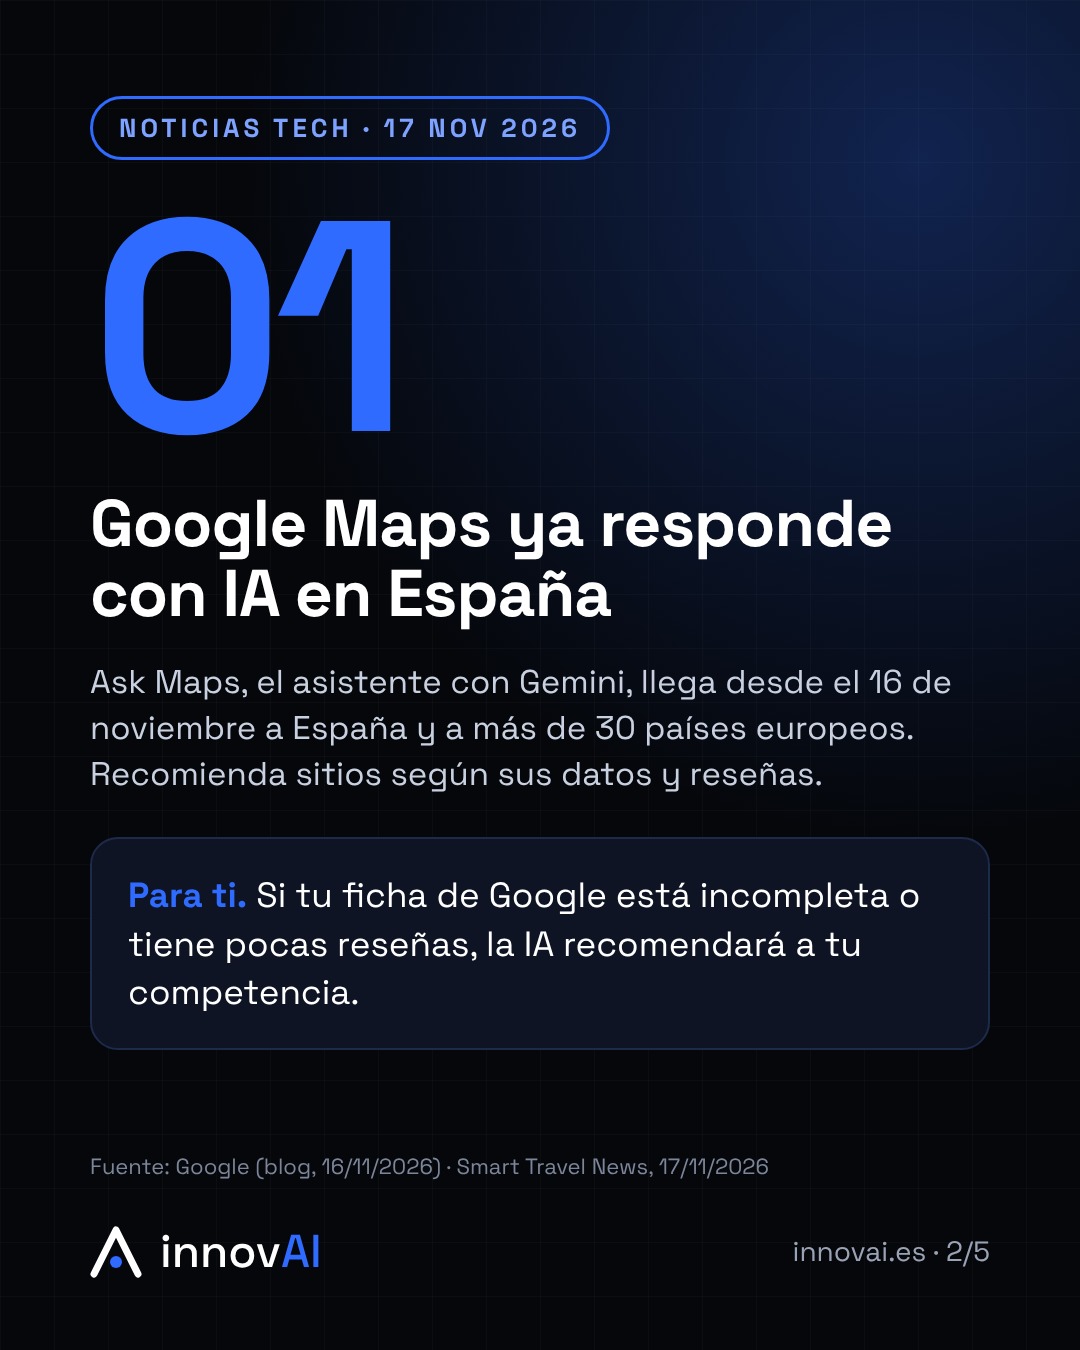 NOTICIAS TECH · 17 NOV 2026
01
Google Maps ya responde
con IA en España
Ask Maps, el asistente con Gemini, llega desde el 16 de
noviembre a España y a más de 30 países europeos.
Recomienda sitios según sus datos y reseñas.
Para ti. Si tu ficha de Google está incompleta o
tiene pocas reseñas, la IA recomendará a tu
competencia.
Fuente: Google (blog, 16/11/2026) · Smart Travel News, 17/11/2026
innovAI
innovai.es · 2/5